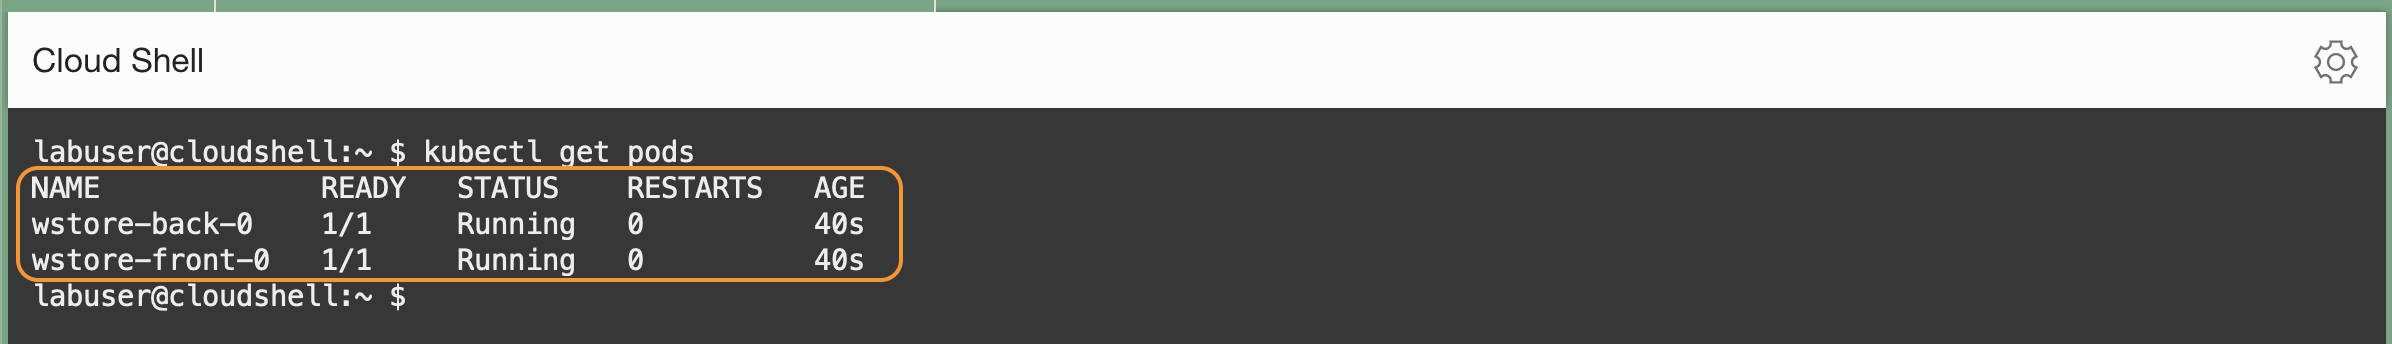 Cloud Shell
labuser@cloudshell:~ $ kubectl get pods
NAME             READY   STATUS    RESTARTS   AGE
wstore-back-0    1/1     Running   0          40s
wstore-front-0   1/1     Running   0          40s
labuser@cloudshell:~ $